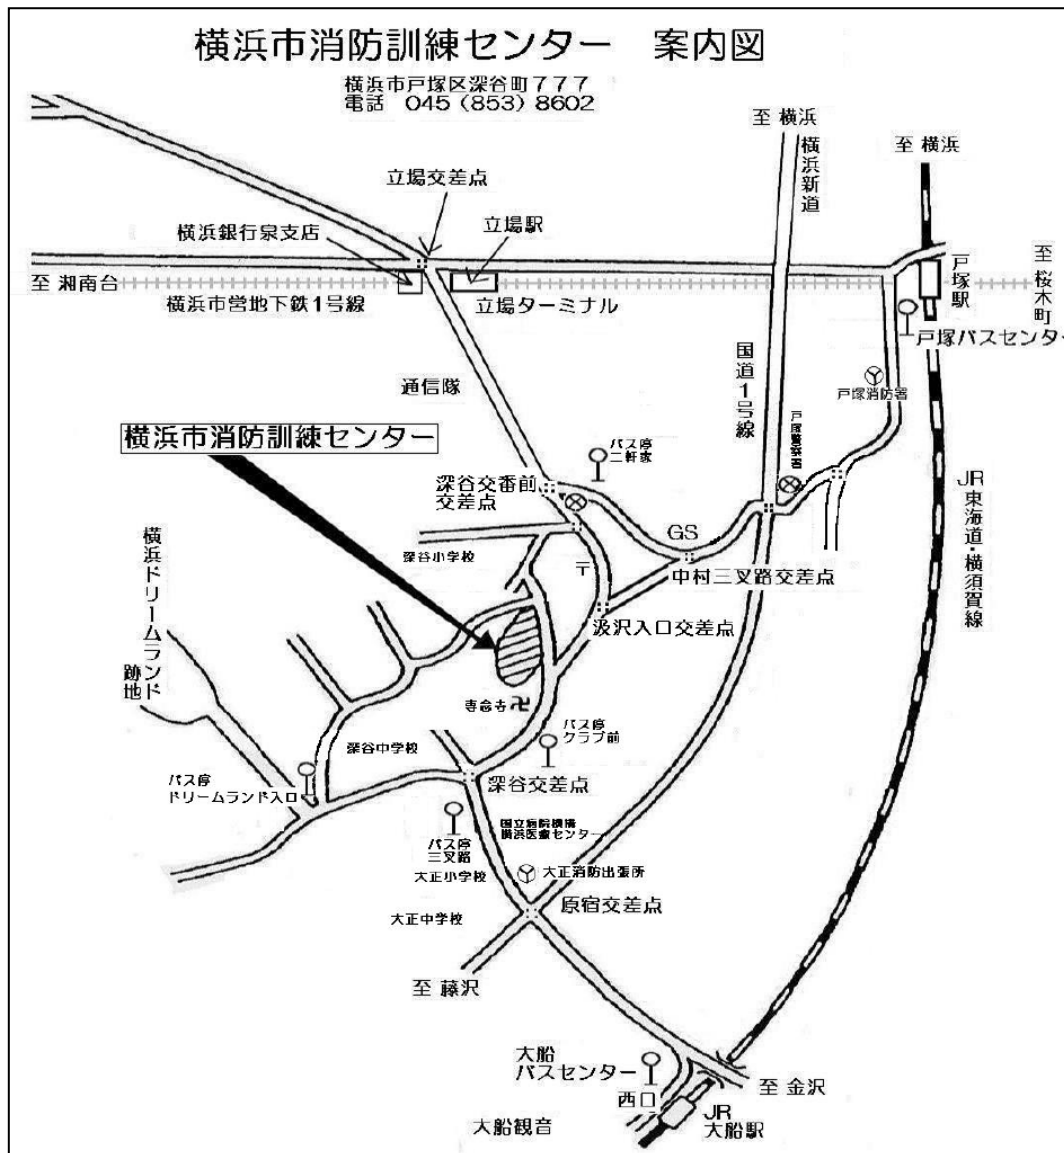 横浜市消防訓練センター　案内図
横浜市戸塚区深谷町７７７
電話　045（853）8602
至 横浜
横浜新道
至 横浜
立場交差点
横浜銀行泉支店
立場駅
至 湘南台
横浜市営地下鉄1号線
立場ターミナル
戸塚駅
至 桜木町
戸塚バスセンター
通信隊
国道1号線
戸塚消防署
横浜市消防訓練センター
バス停
二軒家
戸塚警察署
深谷交番前
交差点
GS
JR東海道・横須賀線
深谷小学校
〒
中村三叉路交差点
横浜ドリームランド
跡地
汲沢入口交差点
専念寺卍
バス停
クラブ前
深谷中学校
バス停
ドリームランド入口
深谷交差点
国立病院機構
横浜医療センター
バス停
三叉路
大正小学校
大正消防出張所
大正中学校
原宿交差点
至 藤沢
大船
バスセンター
西口
至 金沢
JR
大船駅
大船観音